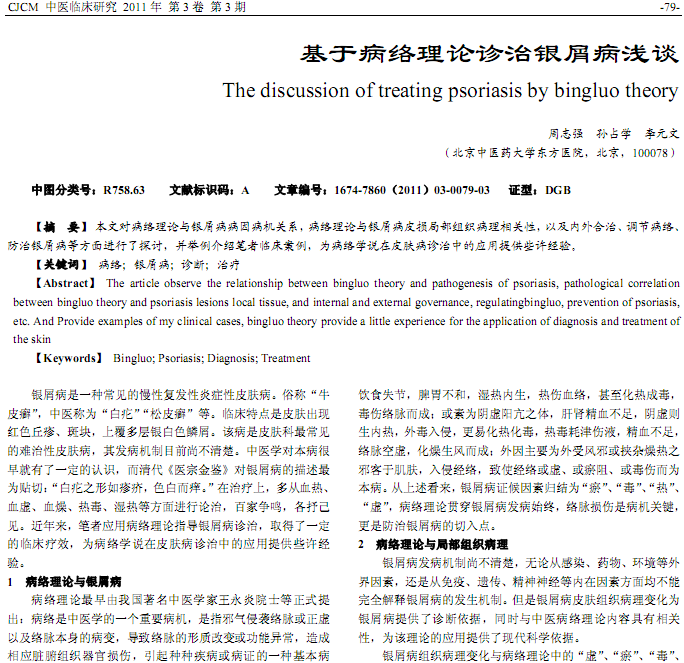 CJCM 中医临床研究 2011 年 第 3 卷 第 3 期 -79-
基于病络理论诊治银屑病浅谈
The discussion of treating psoriasis by bingluo theory
周志强 孙占学 李元文
（北京中医药大学东方医院，北京，100078）
中图分类号：R758.63 文献标识码：A 文章编号：1674-7860（2011）03-0079-03 证型：DGB
【摘 要】本文对病络理论与银屑病病因病机关系，病络理论与银屑病皮损局部组织病理相关性，以及内外合治、调节病络、
防治银屑病等方面进行了探讨，并举例介绍笔者临床案例，为病络学说在皮肤病诊治中的应用提供些许经验。
【关键词】病络；银屑病；诊断；治疗
【Abstract】 The article observe the relationship between bingluo theory and pathogenesis of psoriasis, pathological correlation
between bingluo theory and psoriasis lesions local tissue, and internal and external governance, regulatingbingluo, prevention of psoriasis,
etc. And Provide examples of my clinical cases, bingluo theory provide a little experience for the application of diagnosis and treatment of
the skin
【Keywords】 Bingluo; Psoriasis; Diagnosis; Treatment
银屑病是一种常见的慢性复发性炎症性皮肤病。俗称“牛
皮癣”，中医称为“白疕”“松皮癣”等。临床特点是皮肤出现
红色丘疹、斑块，上覆多层银白色鳞屑。该病是皮肤科最常见
的难治性皮肤病，其发病机制目前尚不清楚。中医学对本病很
早就有了一定的认识，而清代《医宗金鉴》对银屑病的描述最
为贴切：“白疕之形如疹疥，色白而痒。”在治疗上，多从血热、
血虚、血燥、热毒、湿热等方面进行论治，百家争鸣，各抒己
见。近年来，笔者应用病络理论指导银屑病诊治，取得了一定
的临床疗效，为病络学说在皮肤病诊治中的应用提供些许经
验。
1 病络理论与银屑病
病络理论最早由我国著名中医学家王永炎院士等正式提
出：病络是中医学的一个重要病机，是指邪气侵袭络脉或正虚
以及络脉本身的病变，导致络脉的形质改变或功能异常，造成
相应脏腑组织器官损伤，引起种种疾病或病证的一种基本病
饮食失节，脾胃不和，湿热内生，热伤血络，甚至化热成毒，
毒伤络脉而成；或素为阴虚阳亢之体，肝肾精血不足，阴虚则
生内热，外毒入侵，更易化热化毒，热毒耗津伤液，精血不足，
络脉空虚，化燥生风而成；外因主要为外受风邪或挟杂燥热之
邪客于肌肤，入侵经络，致使经络或虚、或瘀阻、或毒伤而为
本病。从上述看来，银屑病证候因素归结为“瘀”、“毒”、“热”、
“虚”，病络理论贯穿银屑病发病始终，络脉损伤是病机关键，
更是防治银屑病的切入点。
2 病络理论与局部组织病理
银屑病发病机制尚不清楚，无论从感染、药物、环境等外
界因素，还是从免疫、遗传、精神神经等内在因素方面均不能
完全解释银屑病的发生机制。但是银屑病皮肤组织病理变化为
银屑病提供了诊断依据，同时与中医病络理论内容具有相关
性，为该理论的应用提供了现代科学依据。
银屑病组织病理变化与病络理论中的“虚”、“瘀”、“毒”、